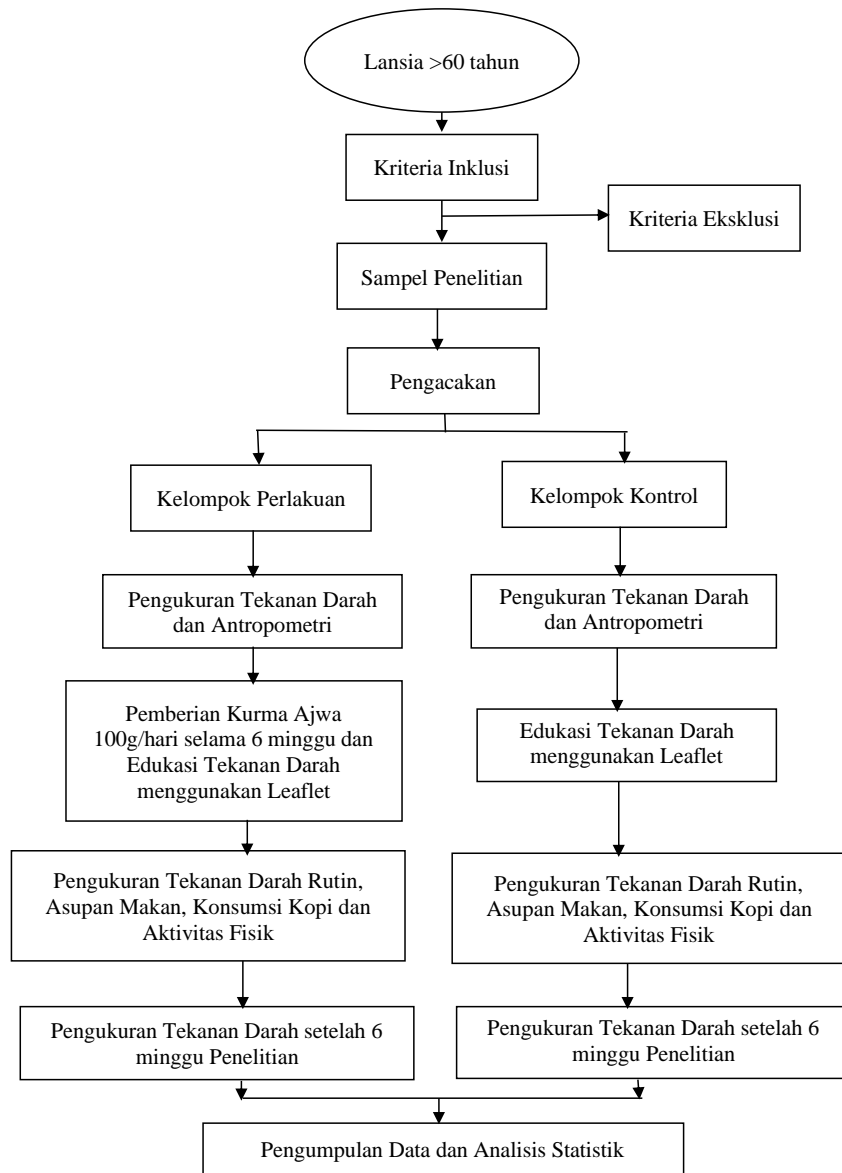 Lansia >60 tahun
Kriteria Inklusi
Kriteria Eksklusi
Sampel Penelitian
Pengacakan
Kelompok Perlakuan
Kelompok Kontrol
Pengukuran Tekanan Darah
dan Antropometri
Pengukuran Tekanan Darah
dan Antropometri
Pemberian Kurma Ajwa
100g/hari selama 6 minggu dan
Edukasi Tekanan Darah
menggunakan Leaflet
Edukasi Tekanan Darah
menggunakan Leaflet
Pengukuran Tekanan Darah Rutin,
Asupan Makan, Konsumsi Kopi dan
Aktivitas Fisik
Pengukuran Tekanan Darah Rutin,
Asupan Makan, Konsumsi Kopi dan
Aktivitas Fisik
Pengukuran Tekanan Darah setelah 6
minggu Penelitian
Pengukuran Tekanan Darah setelah 6
minggu Penelitian
Pengumpulan Data dan Analisis Statistik